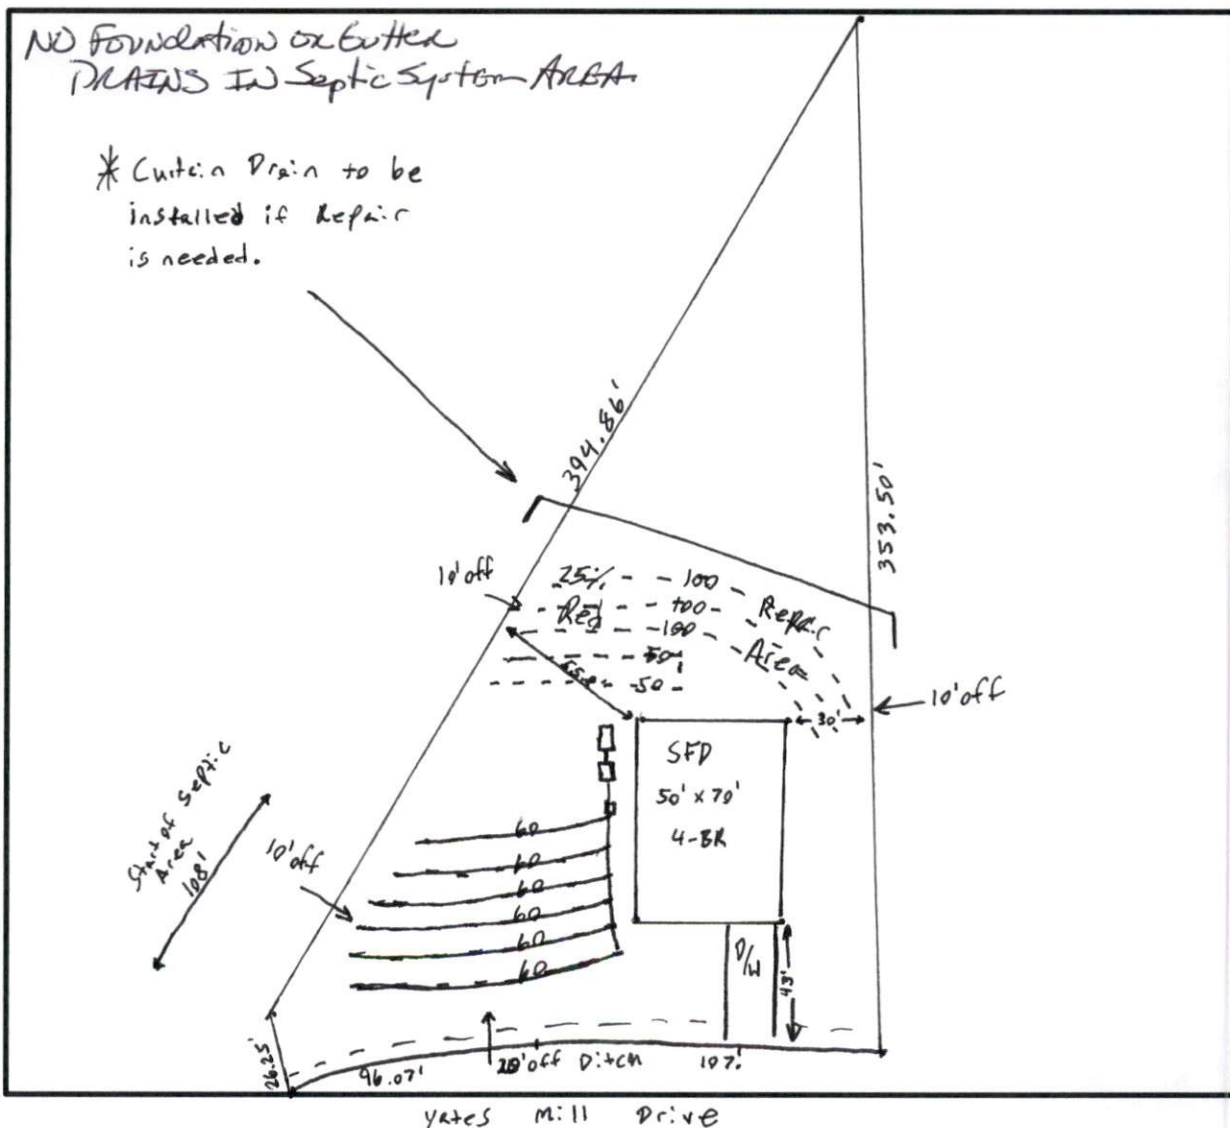 NO Foundation or Gutter
DRAINS IN Septic System AREA.
* Curtain Drain to be
installed if Repair
is needed.
394.86'
353.50'
10' off
25% 100
Red 100
100
50
50
Repair
Area
10' off
30'
SFD
50' x 70'
4-BR
Start of Septic
Area
108'
10' off
60
60
60
60
60
60
D/W
43'
26.25'
96.07'
20' off Ditch
107.
Yates Mill Drive